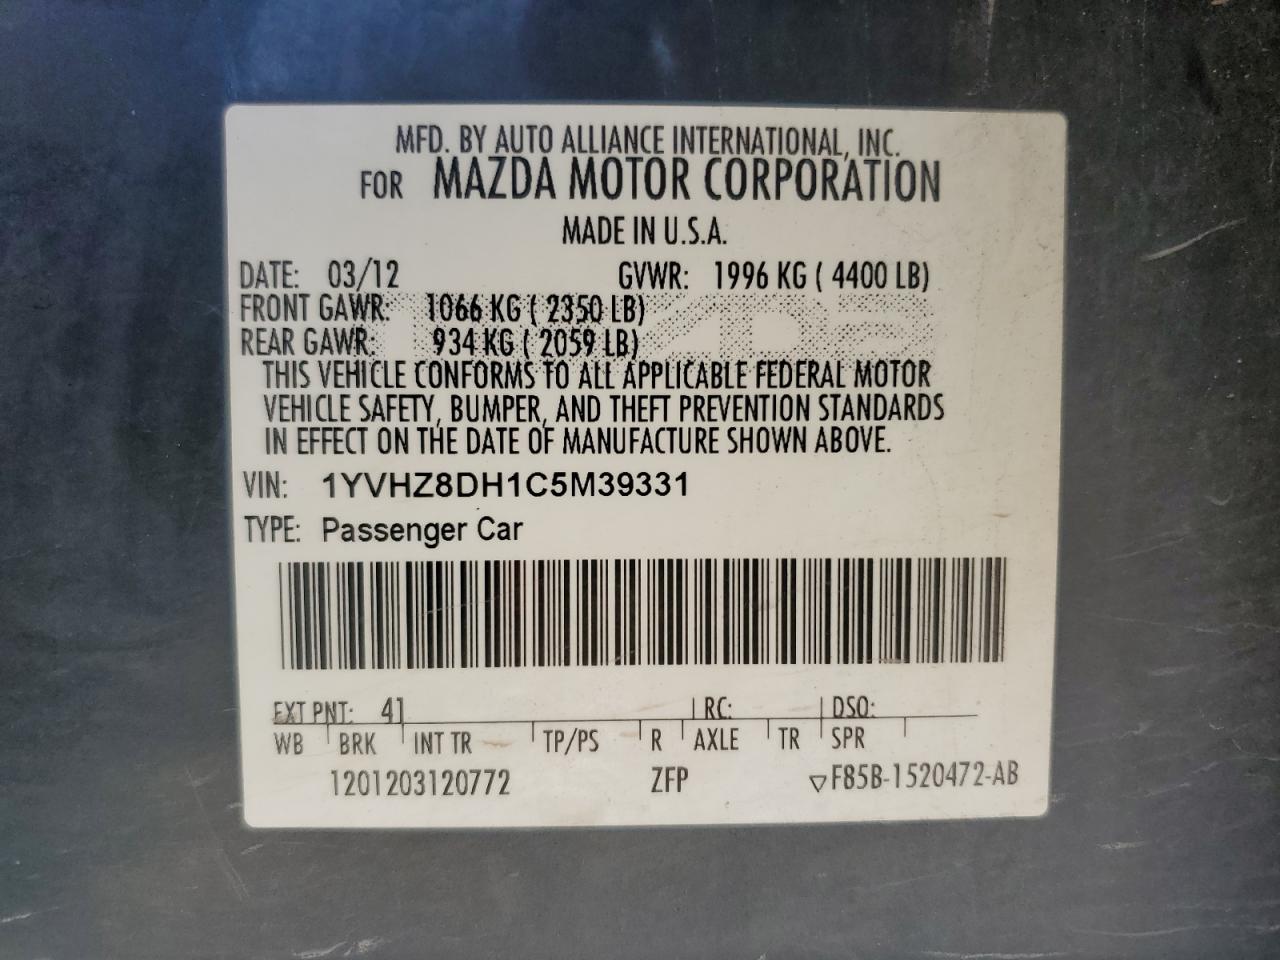 MFD. BY AUTO ALLIANCE INTERNATIONAL, INC.
FOR MAZDA MOTOR CORPORATION
MADE IN U.S.A.
DATE: 03/12 GVWR: 1996 KG ( 4400 LB)
FRONT GAWR: 1066 KG ( 2350 LB)
REAR GAWR: 934 KG ( 2059 LB)
THIS VEHICLE CONFORMS TO ALL APPLICABLE FEDERAL MOTOR
VEHICLE SAFETY, BUMPER, AND THEFT PREVENTION STANDARDS
IN EFFECT ON THE DATE OF MANUFACTURE SHOWN ABOVE.
VIN: 1YVHZ8DH1C5M39331
TYPE: Passenger Car
EXT PNT: 41 RC: DSO:
WB BRK INT TR TP/PS R AXLE TR SPR
1201203120772 ZFP ▽F85B-1520472-AB